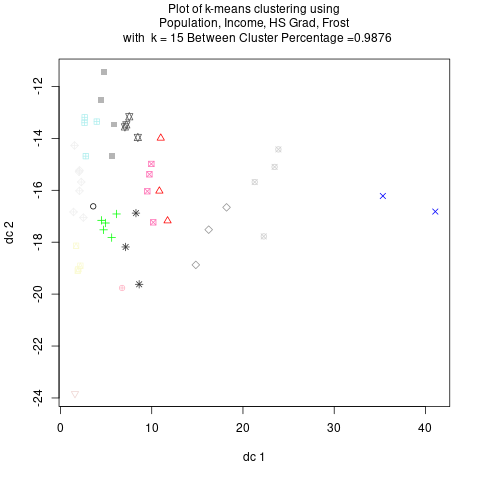 Plot of k-means clustering using
Population, Income, HS Grad, Frost
with k = 15 Between Cluster Percentage =0.9876
-12
-14
-16
-18
-20
-22
-24
dc 2
0 10 20 30 40
dc 1